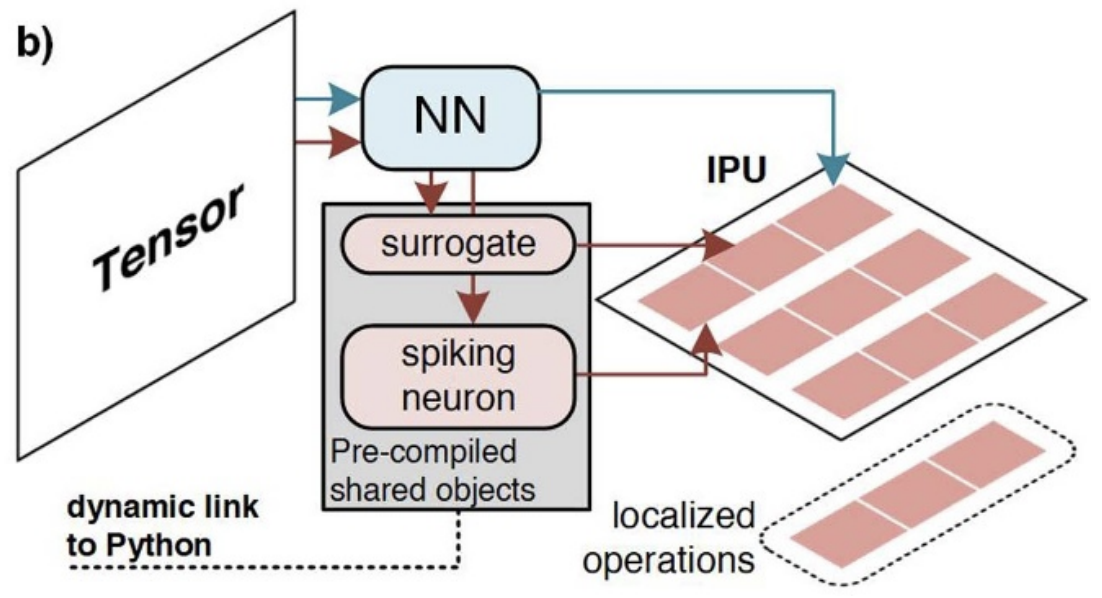 b)
Tensor
NN
IPU
surrogate
spiking
neuron
Pre-compiled
shared objects
dynamic link
to Python
localized
operations